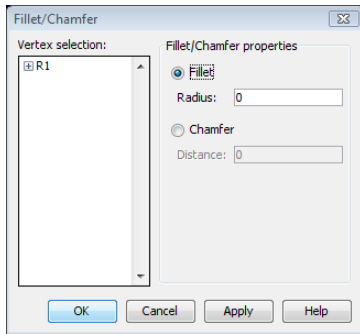 Fillet/Chamfer
Vertex selection:
R1
Fillet/Chamfer properties
Fillet
Radius: 0
Chamfer
Distance: 0
OK Cancel Apply Help